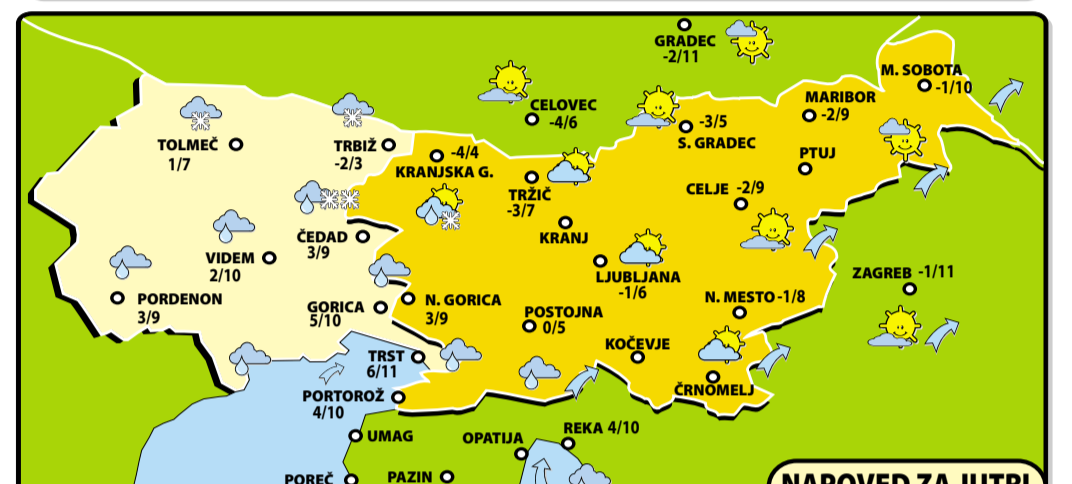 GRADEC
-2/11
M. SOBOTA
-1/10
CELOVEC
-4/6
MARIBOR
-2/9
-3/5
S. GRADEC
TOLMEČ
1/7
TRBIŽ
-2/3
-4/4
KRANJSKA G.
PTUJ
TRŽIČ
-3/7
CELJE -2/9
KRANJ
ČEDAD
3/9
VIDEM
2/10
LJUBLJANA
-1/6
ZAGREB -1/11
PORDENON
3/9
GORICA
5/10
N. GORICA
3/9
N. MESTO -1/8
POSTOJNA
0/5
KOČEVJE
TRST
6/11
ČRNOMELJ
PORTOROŽ
4/10
UMAG
OPATIJA
REKA 4/10
POREČ
PAZIN
NAPOVED ZA JUTRI